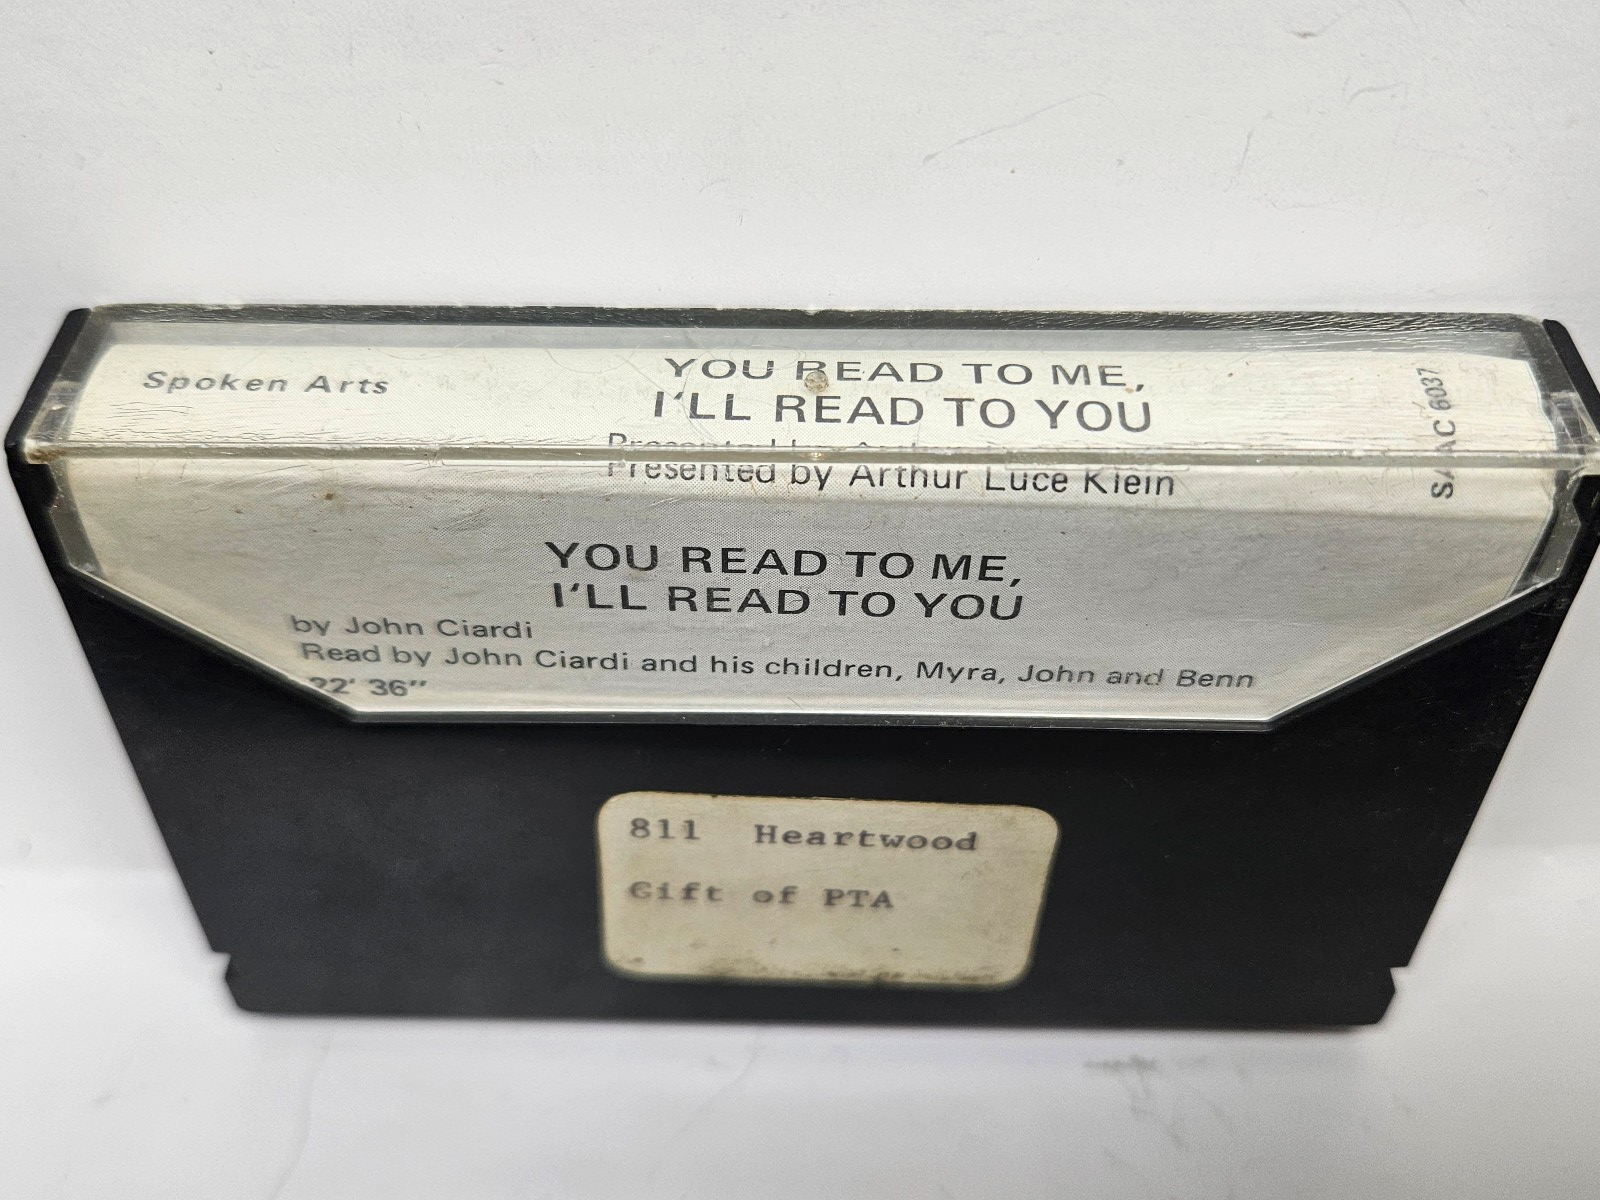 Spoken Arts
YOU READ TO ME,
I'LL READ TO YOU
Presented by Arthur Luce Klein
6037
YOU READ TO ME,
I'LL READ TO YOU
by John Ciardi
Read by John Ciardi and his children, Myra, John and Benn
22' 36"
811 Heartwood
Gift of PTA